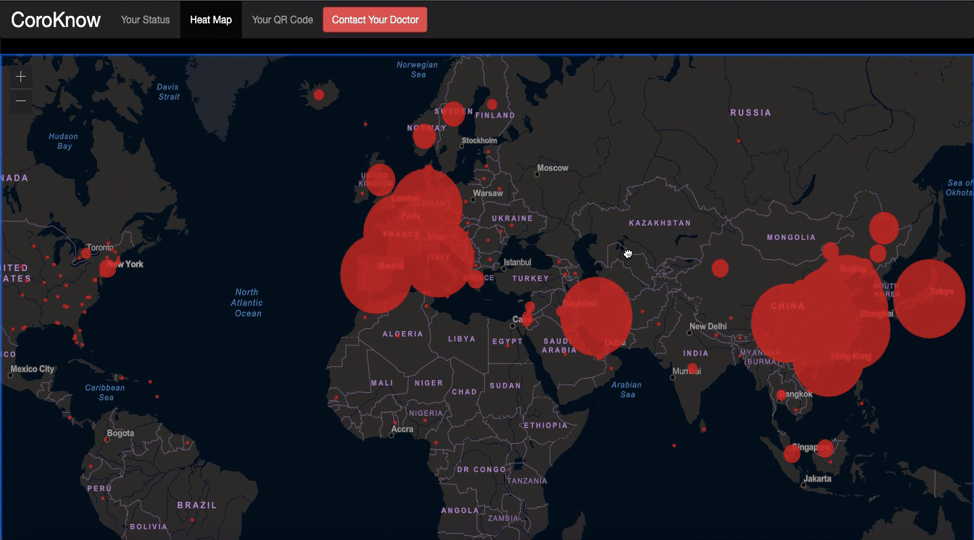 CoroKnow
Your Status
Heat Map
Your QR Code
Contact Your Doctor
+
−
Norwegian
Sea
Davis
Strait
RUSSIA
SWEDEN
FINLAND
Hudson
Bay
NORWAY
Stockholm
Moscow
NADA
UNITED
KINGDOM
Sea of
Okhots
Warsaw
London
GERMANY
Paris
UKRAINE
KAZAKHSTAN
FRANCE
Milan
MONGOLIA
Toronto
ITALY
New York
Madrid
Istanbul
Beijing
NITED
ATES
GREECE
TURKEY
SOUTH
KOREA
Tokyo
North
Atlantic
Ocean
Baghdad
CHINA
Shanghai
Cai
New Delhi
ALGERIA
LIBYA
EGYPT
SAUDI
ARABIA
Dubai
INDIA
MYANMAR
(BURMA)
Hong Kong
ICO
Mexico City
Mumbai
Caribbean
Sea
MALI
NIGER
CHAD
SUDAN
Arabian
Sea
Bangkok
NIGERIA
Accra
ETHIOPIA
Bogota
Singapore
DR CONGO
TANZANIA
Jakarta
PERU
BRAZIL
ANGOLA
ZAMBIA
BOLIVIA